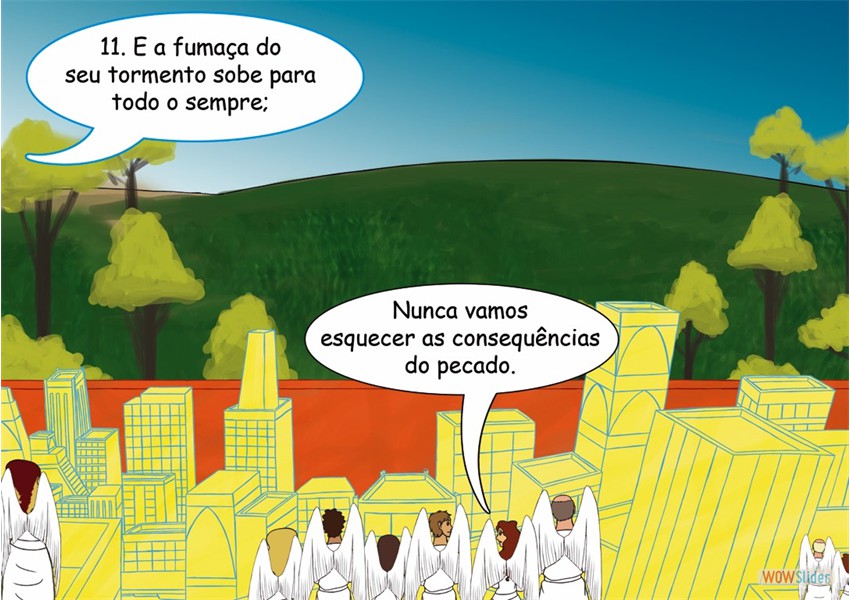 11. E a fumaça do
seu tormento sobe para
todo o sempre;
Nunca vamos
esquecer as consequências
do pecado.
WOWSlider